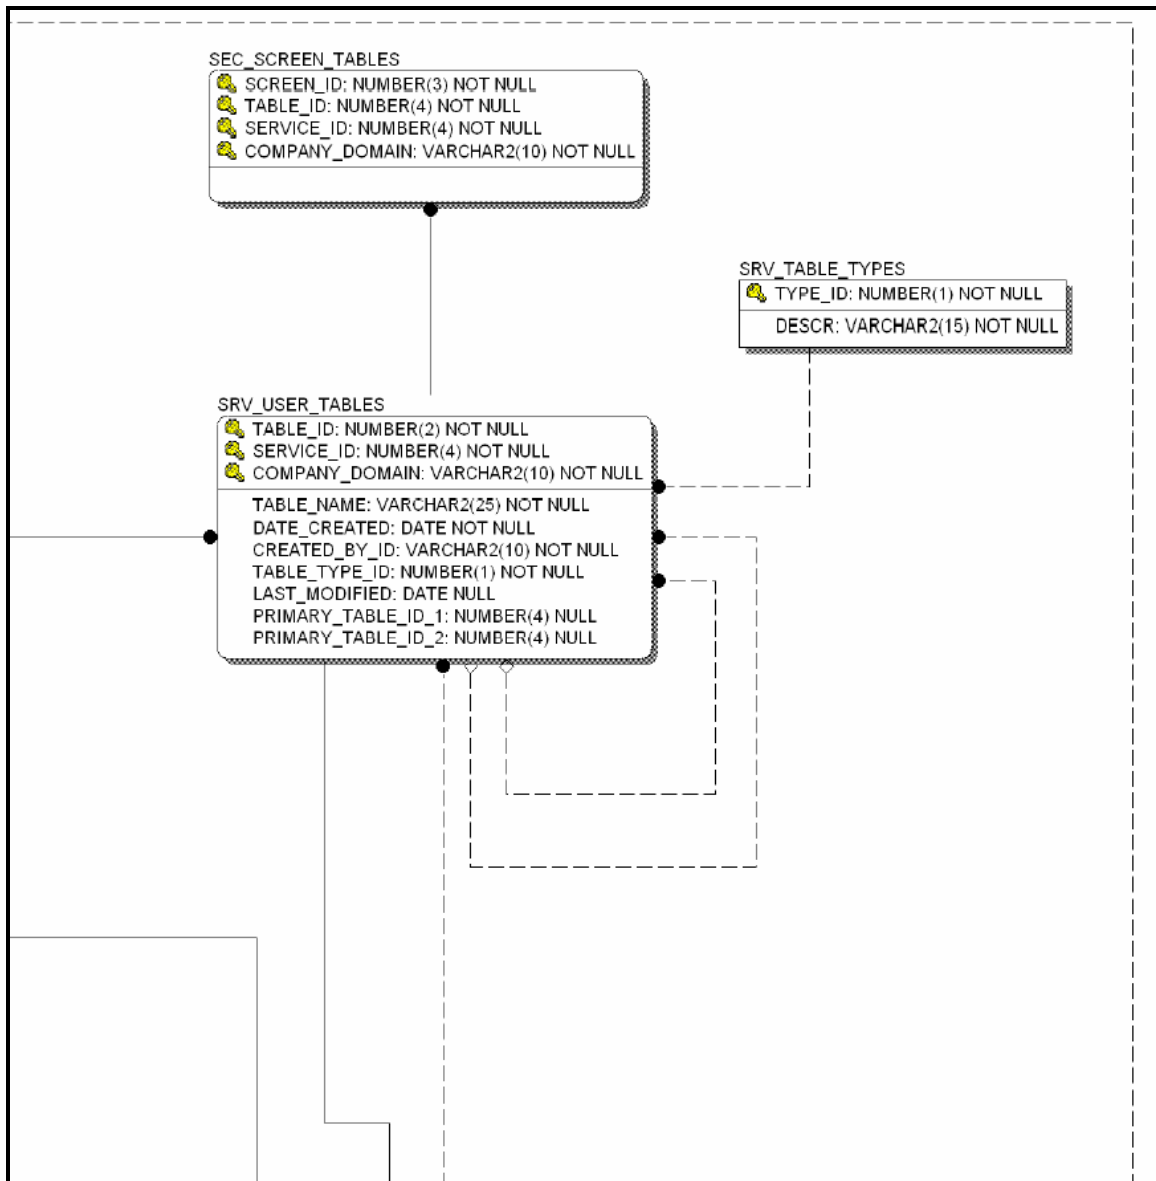 SEC_SCREEN_TABLES
SCREEN_ID: NUMBER(3) NOT NULL
TABLE_ID: NUMBER(4) NOT NULL
SERVICE_ID: NUMBER(4) NOT NULL
COMPANY_DOMAIN: VARCHAR2(10) NOT NULL
SRV_TABLE_TYPES
TYPE_ID: NUMBER(1) NOT NULL
DESCR: VARCHAR2(15) NOT NULL
SRV_USER_TABLES
TABLE_ID: NUMBER(2) NOT NULL
SERVICE_ID: NUMBER(4) NOT NULL
COMPANY_DOMAIN: VARCHAR2(10) NOT NULL
TABLE_NAME: VARCHAR2(25) NOT NULL
DATE_CREATED: DATE NOT NULL
CREATED_BY_ID: VARCHAR2(10) NOT NULL
TABLE_TYPE_ID: NUMBER(1) NOT NULL
LAST_MODIFIED: DATE NULL
PRIMARY_TABLE_ID_1: NUMBER(4) NULL
PRIMARY_TABLE_ID_2: NUMBER(4) NULL